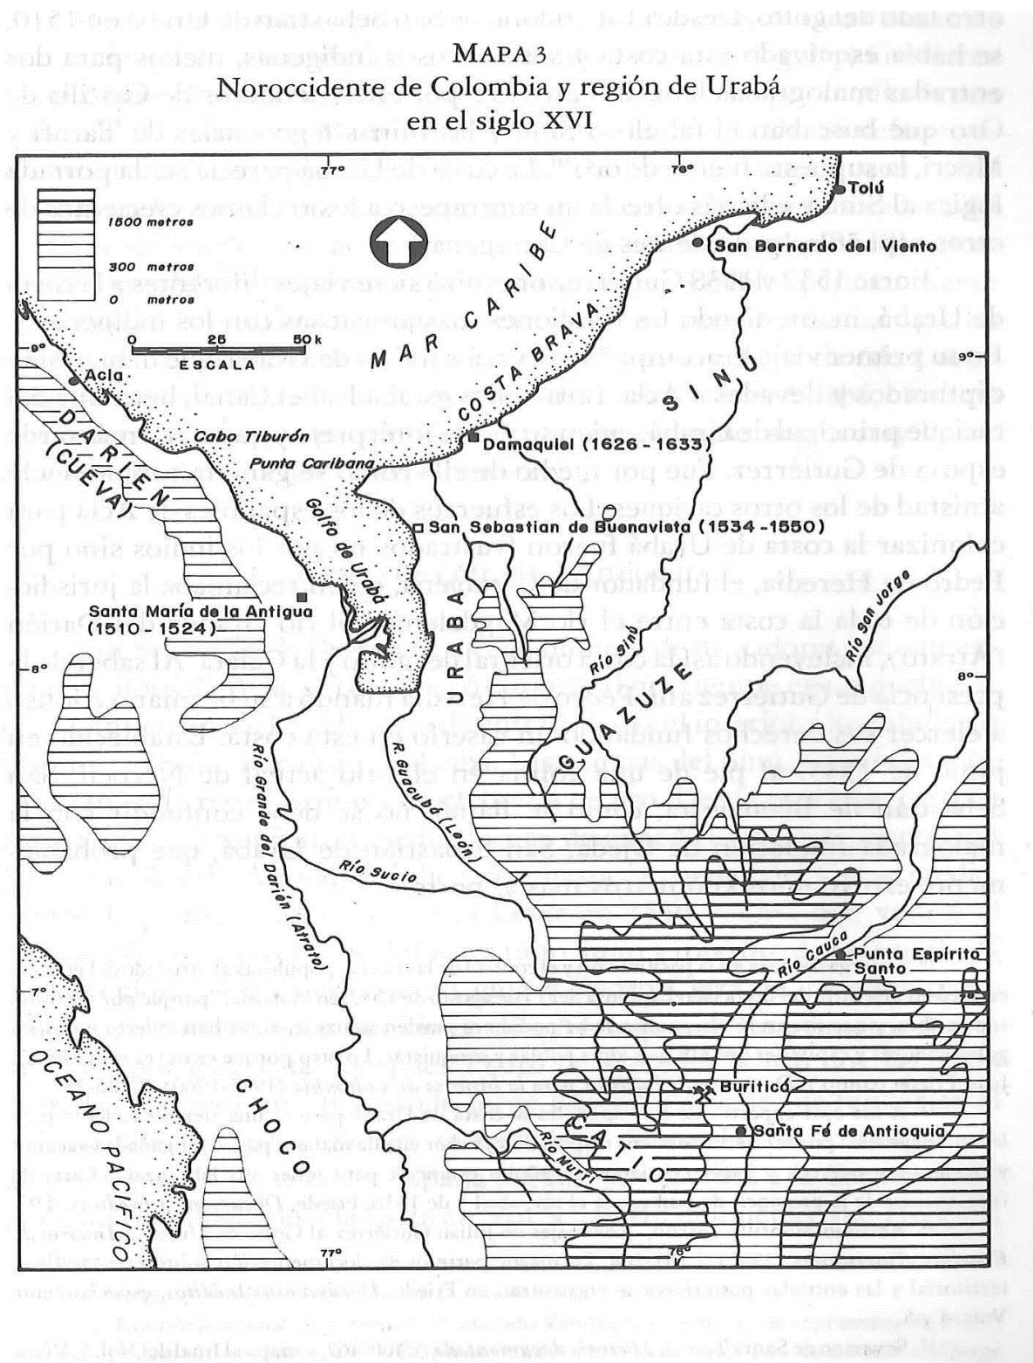 MAPA 3
Noroccidente de Colombia y región de Urabá
en el siglo XVI
77°
76°
1500 metros
300 metros
0 metros
0 25 50 k
ESCALA
MAR CARIBE
Tolú
San Bernardo del Viento
9°
9°
Acla
COSTA BRAVA
SINU
DARIEN
(CUEVA)
Cabo Tiburón
Punta Caribana
Damaquiel (1626 - 1633)
Golfo de Urabá
San Sebastian de Buenavista (1534 - 1550)
Santa María de la Antigua
(1510 - 1524)
URABA
Río Sinú
Río San Jorge
8°
8°
GUAZUZE
Río Grande del Darién (Atrato)
R. Guacuba (León)
Río Sucio
Río Cauca
Punta Espíritu
Santo
7°
7°
OCEANO PACIFICO
CHOCO
Buriticá
Santa Fé de Antioquia
CATIO
Río Murri
77°
76°